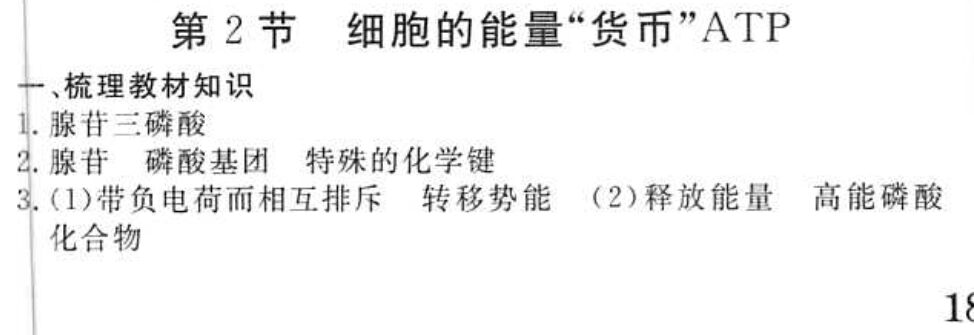 第2节 细胞的能量“货币”ATP
一、梳理教材知识
1. 腺苷三磷酸
2. 腺苷 磷酸基团 特殊的化学键
3. (1)带负电荷而相互排斥 转移势能 (2)释放能量 高能磷酸
化合物